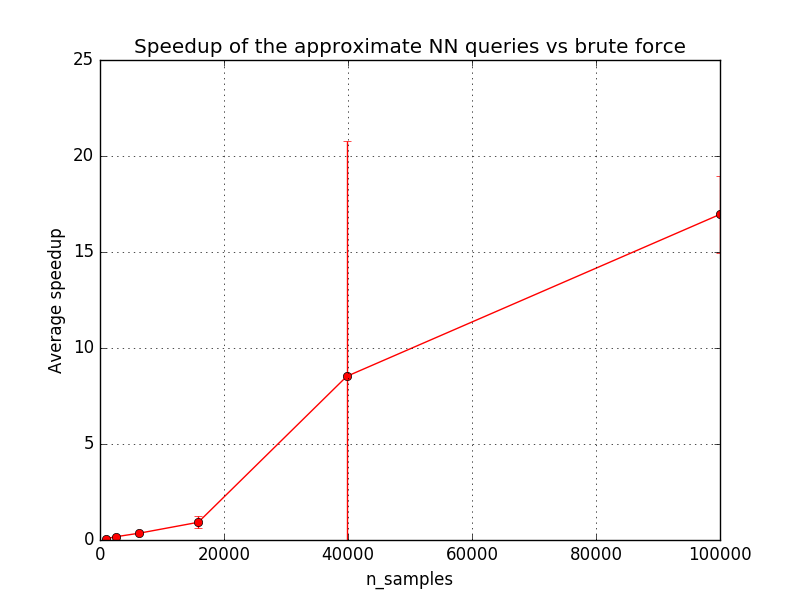 Speedup of the approximate NN queries vs brute force
25
20
15
10
5
0
Average speedup
0 20000 40000 60000 80000 100000
n_samples